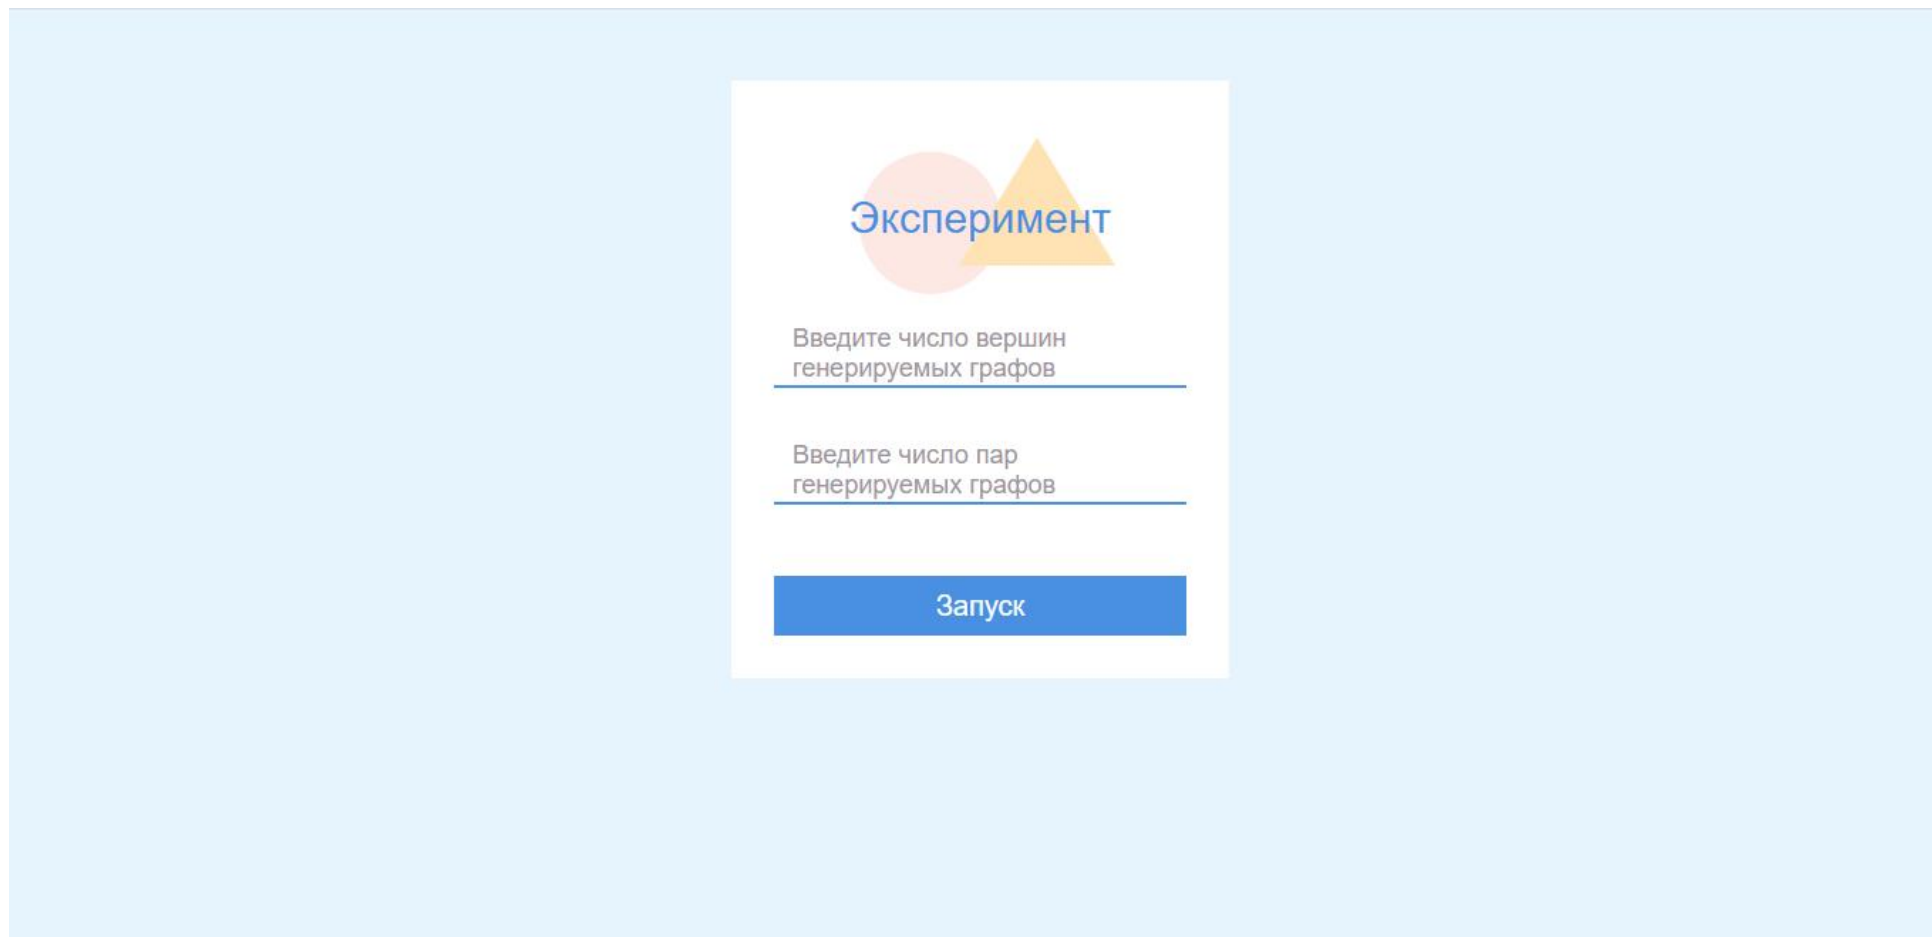 Эксперимент
Введите число вершин
генерируемых графов
Введите число пар
генерируемых графов
Запуск